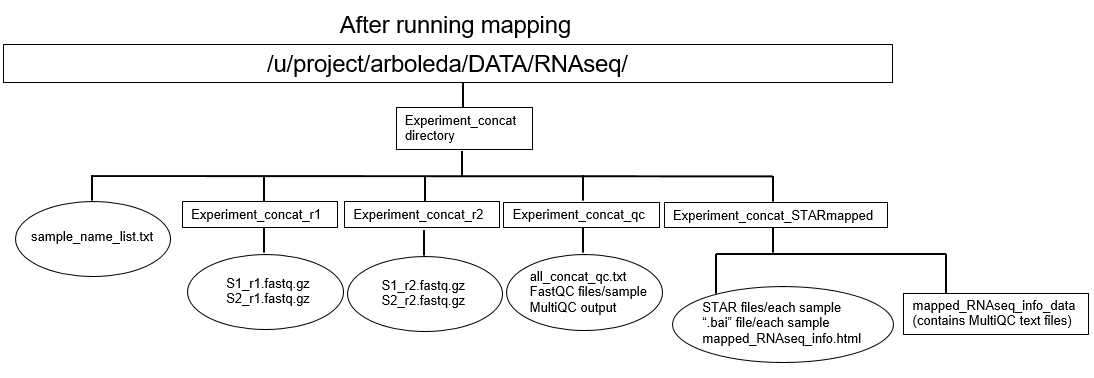 After running mapping
/u/project/arboleda/DATA/RNAseq/
Experiment_concat
directory
sample_name_list.txt
Experiment_concat_r1
Experiment_concat_r2
Experiment_concat_qc
Experiment_concat_STARmapped
S1_r1.fastq.gz
S2_r1.fastq.gz
S1_r2.fastq.gz
S2_r2.fastq.gz
all_concat_qc.txt
FastQC files/sample
MultiQC output
STAR files/each sample
“.bai” file/each sample
mapped_RNAseq_info.html
mapped_RNAseq_info_data
(contains MultiQC text files)